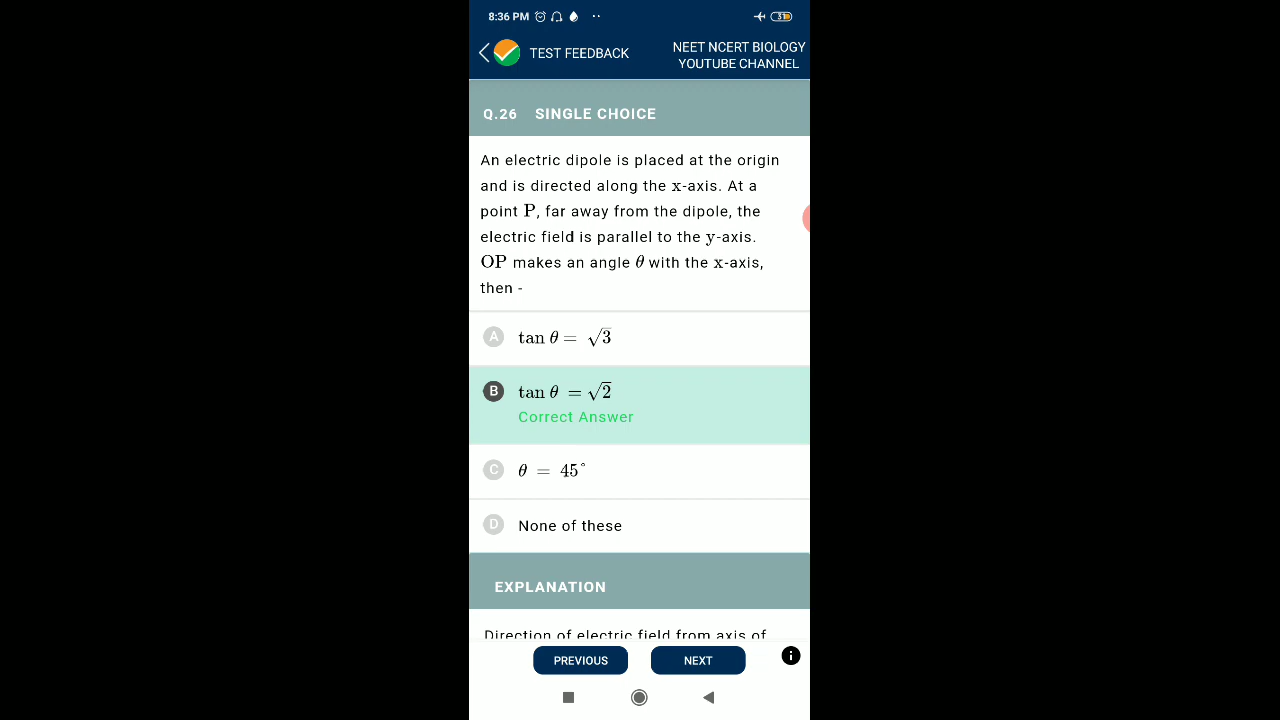 8:36 PM
31
TEST FEEDBACK
NEET NCERT BIOLOGY
YOUTUBE CHANNEL
Q.26 SINGLE CHOICE
An electric dipole is placed at the origin
and is directed along the x-axis. At a
point P, far away from the dipole, the
electric field is parallel to the y-axis.
OP makes an angle θ with the x-axis,
then -
A tan θ = √3
B tan θ = √2
Correct Answer
C θ = 45°
D None of these
EXPLANATION
Direction of electric field from axis of
PREVIOUS NEXT